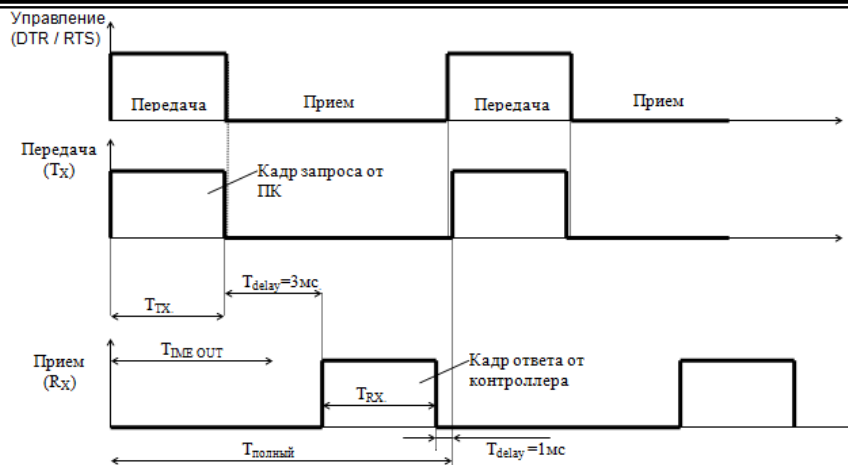 Управление
(DTR / RTS)
Передача
Прием
Передача
Прием
Передача
(TX)
Кадр запроса от
ПК
Tdelay=3мс
TTX.
TIME OUT
Прием
(RX)
Кадр ответа от
контроллера
TRX.
Tполный
Tdelay=1мс